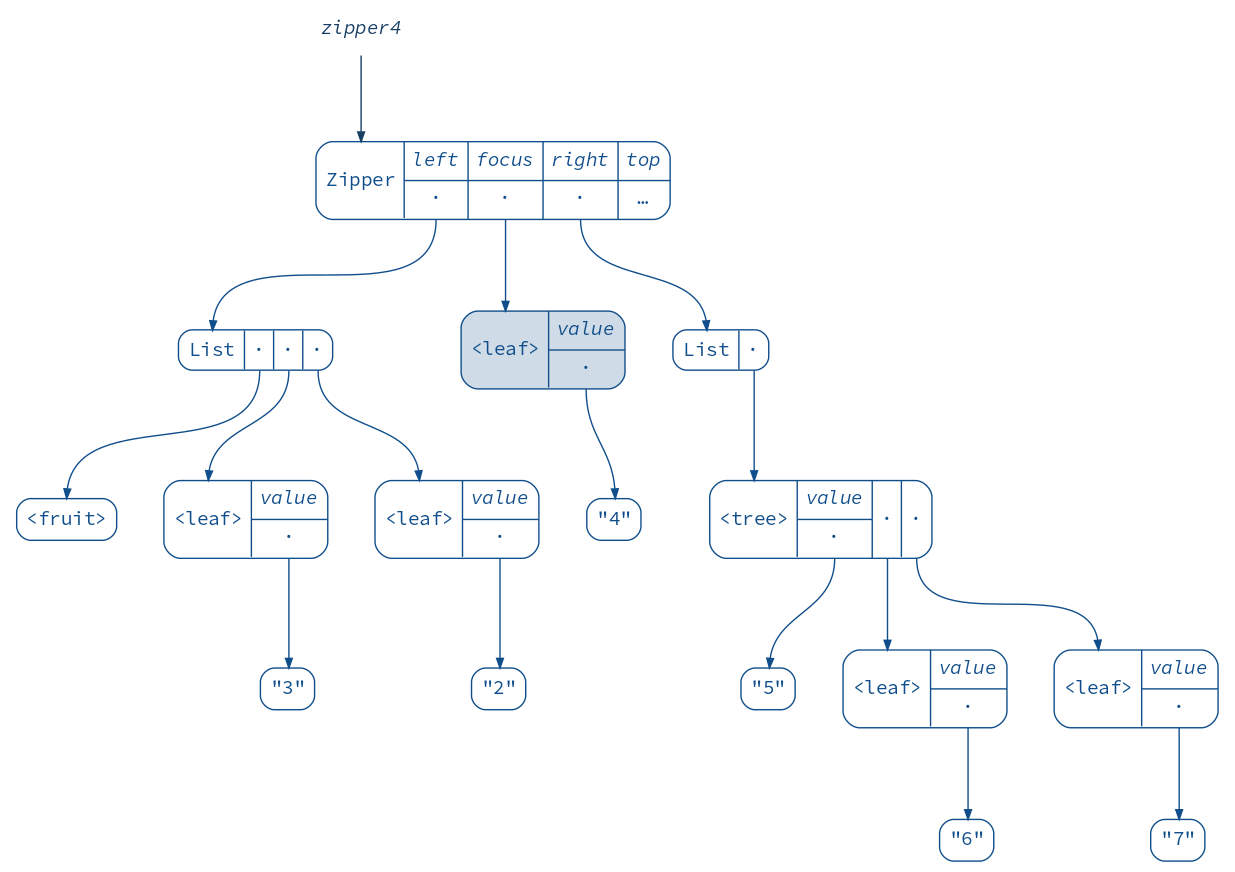 zipper4
left focus right top
Zipper
· · · …
value
List · · · <leaf> List ·
·
value value value
<fruit> <leaf> <leaf> "4" <tree> · ·
· · ·
value value
"3" "2" "5" <leaf> <leaf>
· ·
"6" "7"